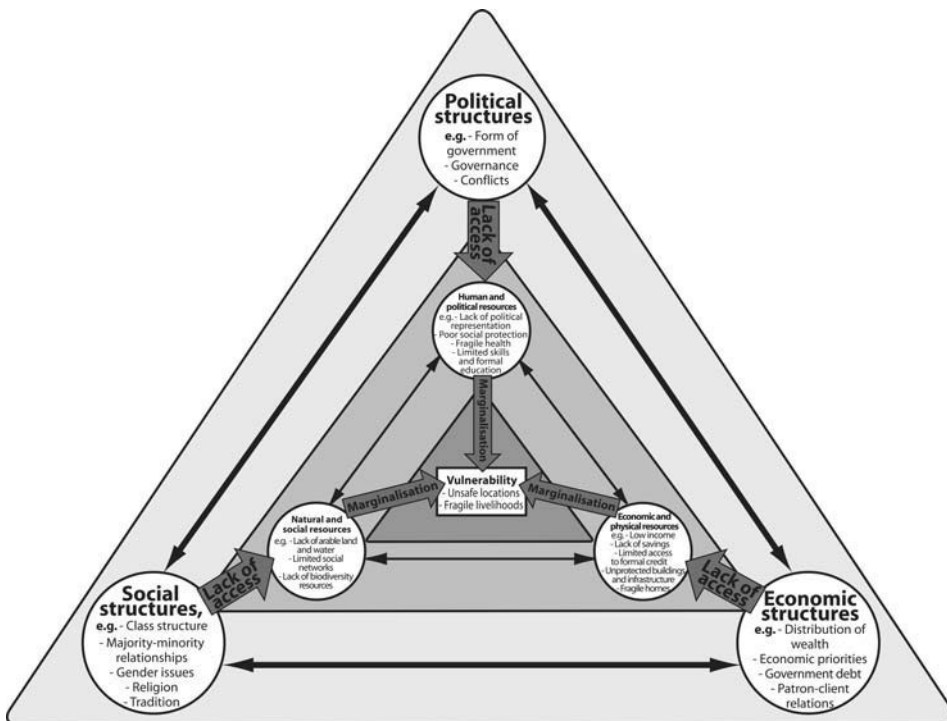 Political
structures
e.g. - Form of
government
- Governance
- Conflicts
Lack of
access
Human and
political resources
e.g. - Lack of political
representation
- Poor social protection
- Fragile health
- Limited skills
and formal
education
Marginalisation
Vulnerability
- Unsafe locations
- Fragile livelihoods
Marginalisation
Marginalisation
Natural and
social resources
e.g. - Lack of arable land
and water
- Limited social
networks
- Lack of biodiversity
resources
Economic and
physical resources
e.g. - Low income
- Lack of savings
- Limited access
to formal credit
- Unprotected buildings
and infrastructure
- Fragile homes
Lack of
access
Lack of
access
Social
structures,
e.g. - Class structure
- Majority-minority
relationships
- Gender issues
- Religion
- Tradition
Economic
structures
e.g. - Distribution of
wealth
- Economic priorities
- Government debt
- Patron-client
relations